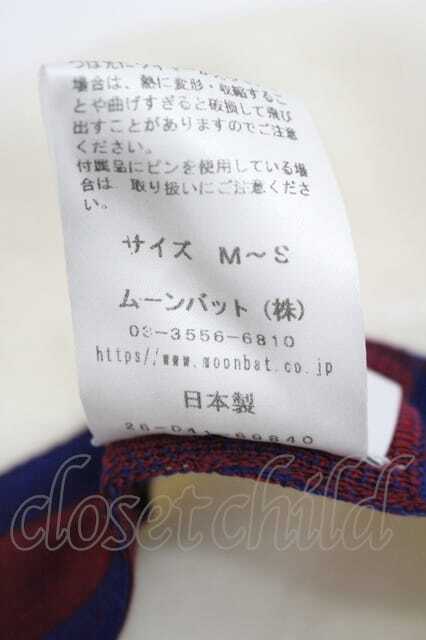 場合は、熱に変形・収縮するこ
とや曲げすぎると破損して飛び
出すことがありますのでご注意
ください。
付属品にピンを使用している場
合は、取り扱いにご注意くださ
い。
サイズ M〜S
ムーンバット（株）
03-3556-6810
https//www.moonbat.co.jp
日本製
closet child